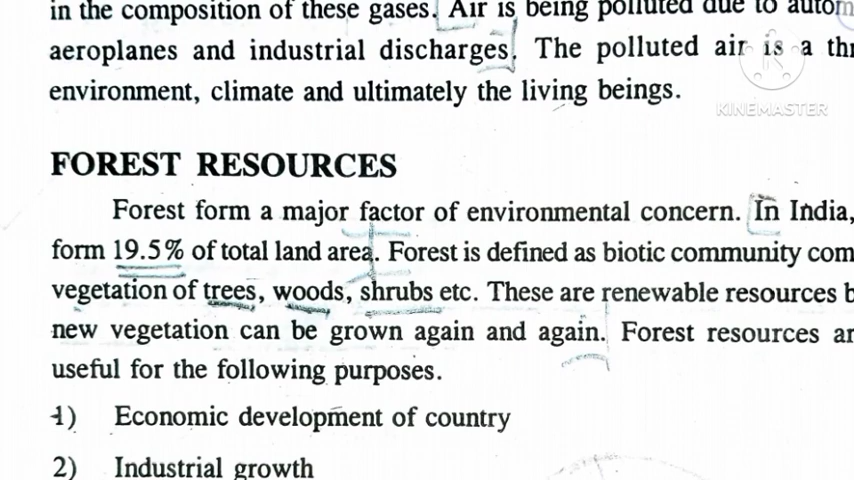 in the composition of these gases. Air is being polluted due to autom
aeroplanes and industrial discharges. The polluted air is a
environment, climate and ultimately the living beings.
KINEMASTER
FOREST RESOURCES
Forest form a major factor of environmental concern. In India,
form 19.5% of total land area. Forest is defined as biotic community com
vegetation of trees, woods, shrubs etc. These are renewable resources b
new vegetation can be grown again and again. Forest resources ar
useful for the following purposes.
1) Economic development of country
2) Industrial growth